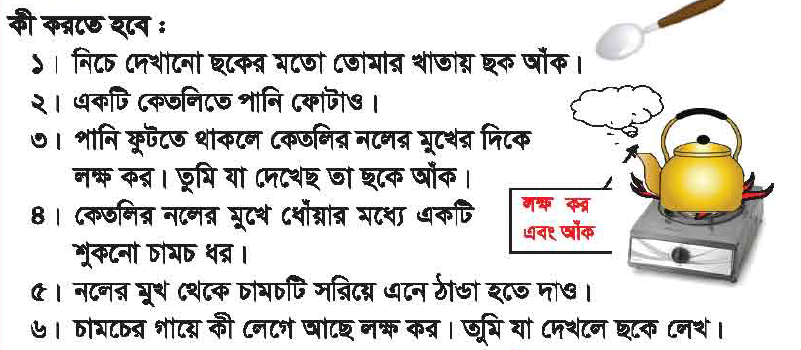 কী করতে হবে :
১। নিচে দেখানো ছকের মতো তোমার খাতায় ছক আঁক।
২। একটি কেতলিতে পানি ফোটাও।
৩। পানি ফুটতে থাকলে কেতলির নলের মুখের দিকে
লক্ষ কর। তুমি যা দেখেছ তা ছকে আঁক।
৪। কেতলির নলের মুখে ধোঁয়ার মধ্যে একটি
শুকনো চামচ ধর।
লক্ষ কর
এবং আঁক
৫। নলের মুখ থেকে চামচটি সরিয়ে এনে ঠান্ডা হতে দাও।
৬। চামচের গায়ে কী লেগে আছে লক্ষ কর। তুমি যা দেখলে ছকে লেখ।